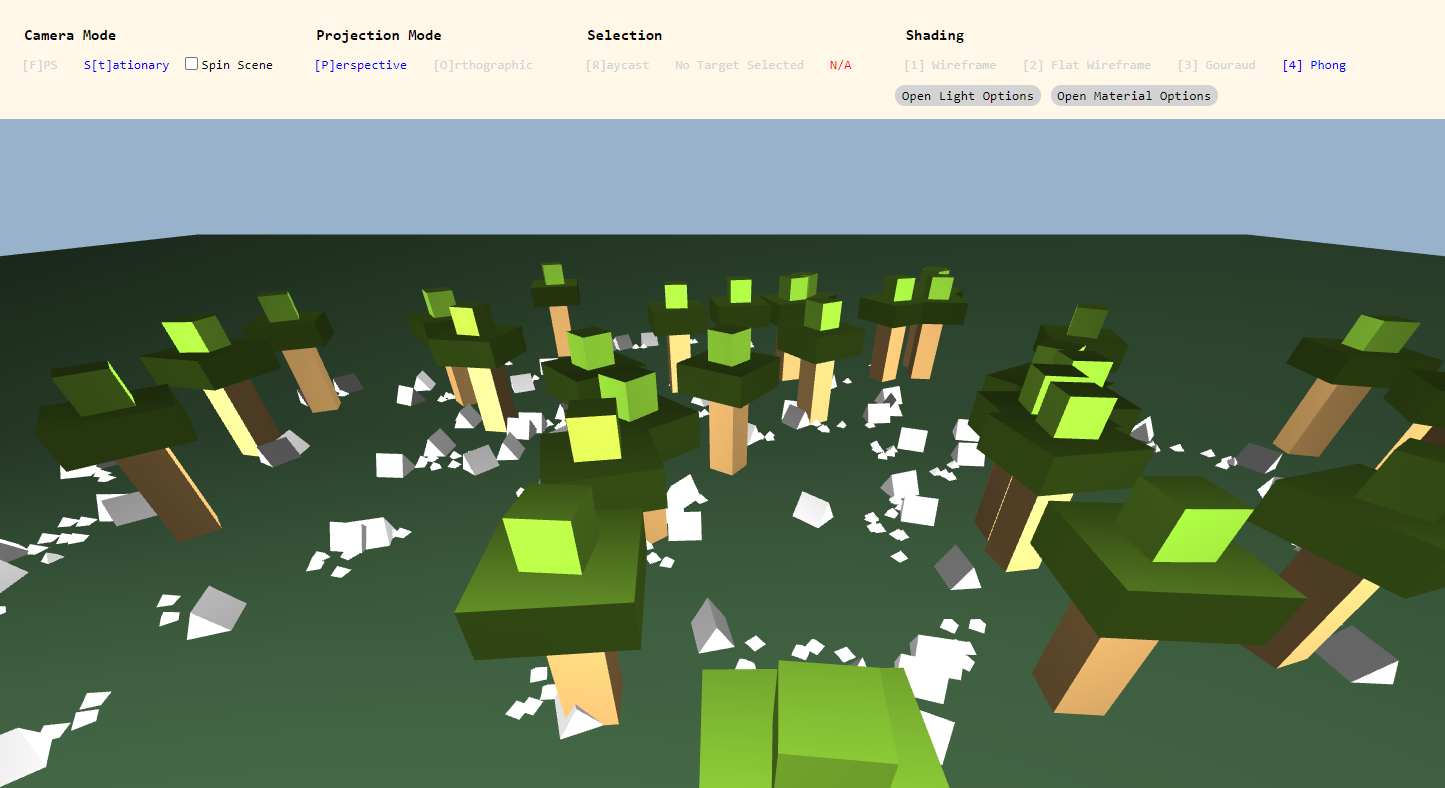 Camera Mode Projection Mode Selection Shading
[F]PS S[t]ationary Spin Scene [P]erspective [O]rthographic [R]aycast No Target Selected N/A [1] Wireframe [2] Flat Wireframe [3] Gouraud [4] Phong
Open Light Options Open Material Options